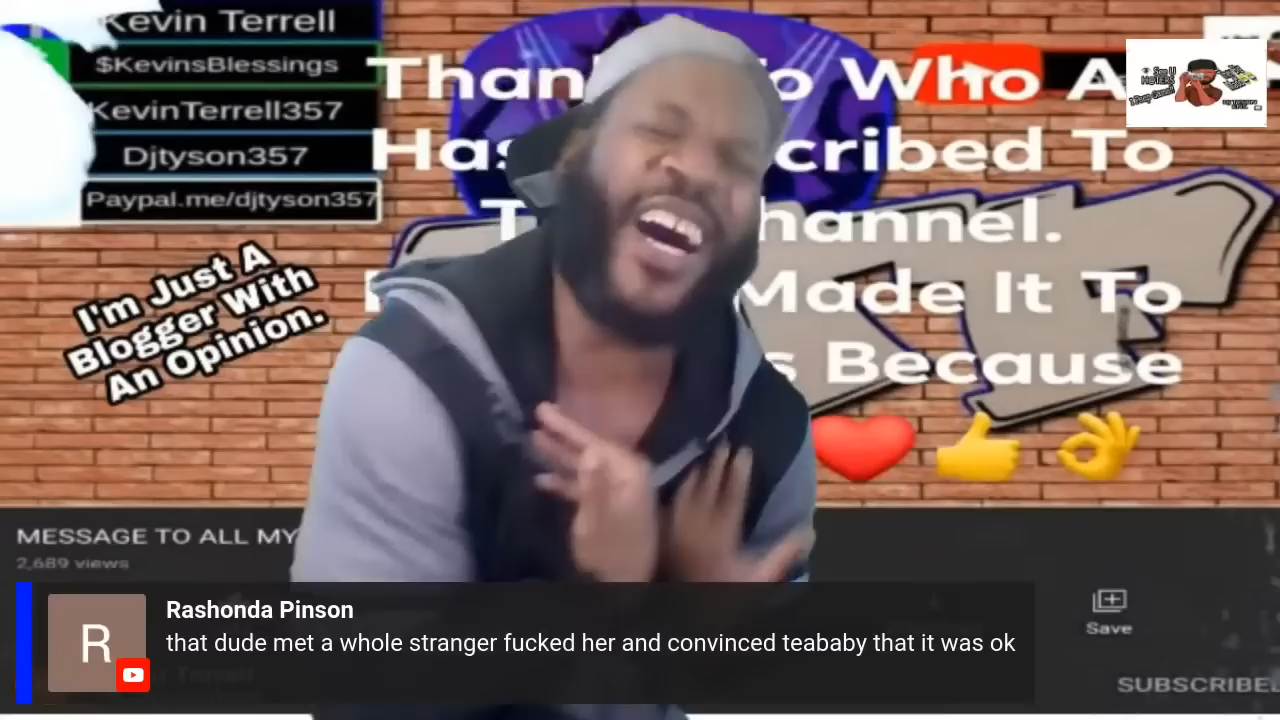 Kevin Terrell
$KevinsBlessings
KevinTerrell357
Djtyson357
Paypal.me/djtyson357
To Who A
Has cribed To
hannel.
Made It To
s Because
I'm Just A
Blogger With
An Opinion.
MESSAGE TO ALL MY
2,689 views
Save
SUBSCRIBE
R
Rashonda Pinson
that dude met a whole stranger fucked her and convinced teababy that it was ok